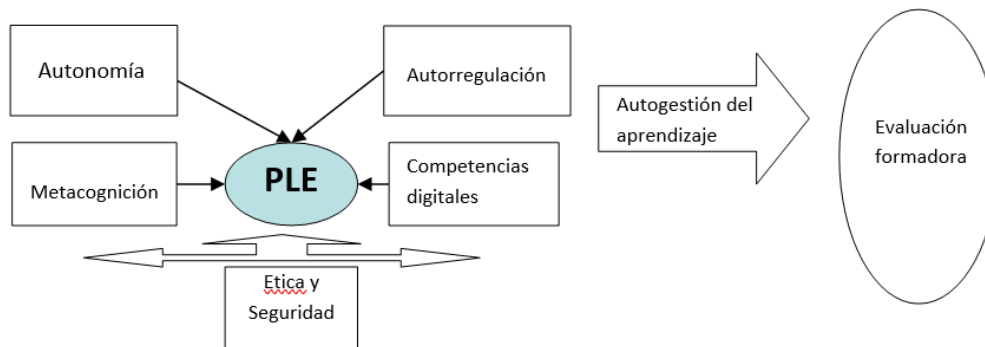 Autonomía
Autorregulación
Metacognición
PLE
Competencias
digitales
Etica y
Seguridad
Autogestión del
aprendizaje
Evaluación
formadora